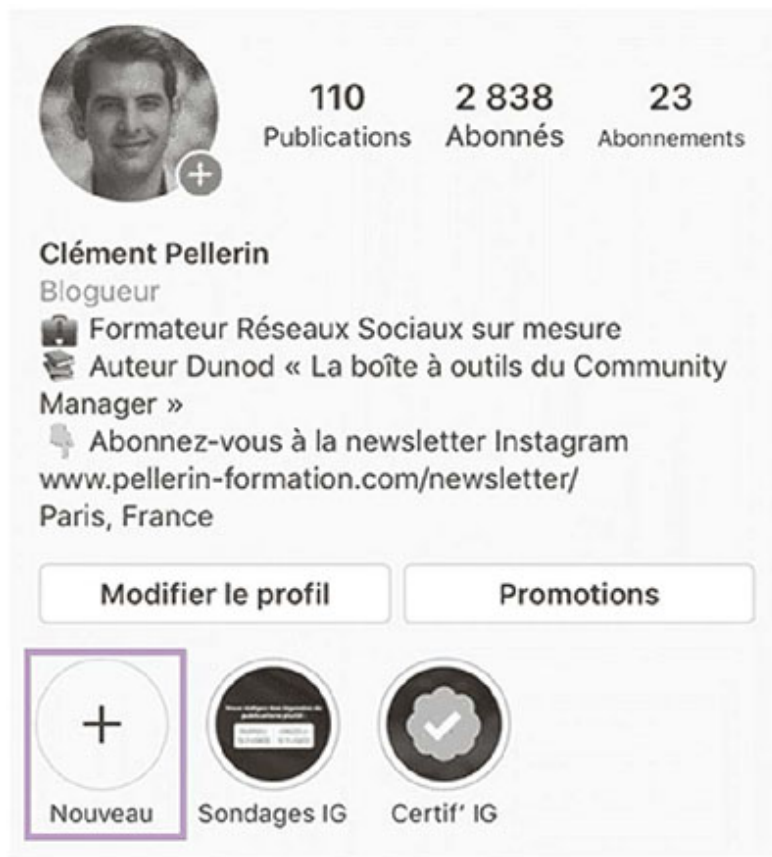 110 2 838 23
Publications Abonnés Abonnements
Clément Pellerin
Blogueur
Formateur Réseaux Sociaux sur mesure
Auteur Dunod « La boîte à outils du Community
Manager »
Abonnez-vous à la newsletter Instagram
www.pellerin-formation.com/newsletter/
Paris, France
Modifier le profil Promotions
Nouveau Sondages IG Certif’ IG